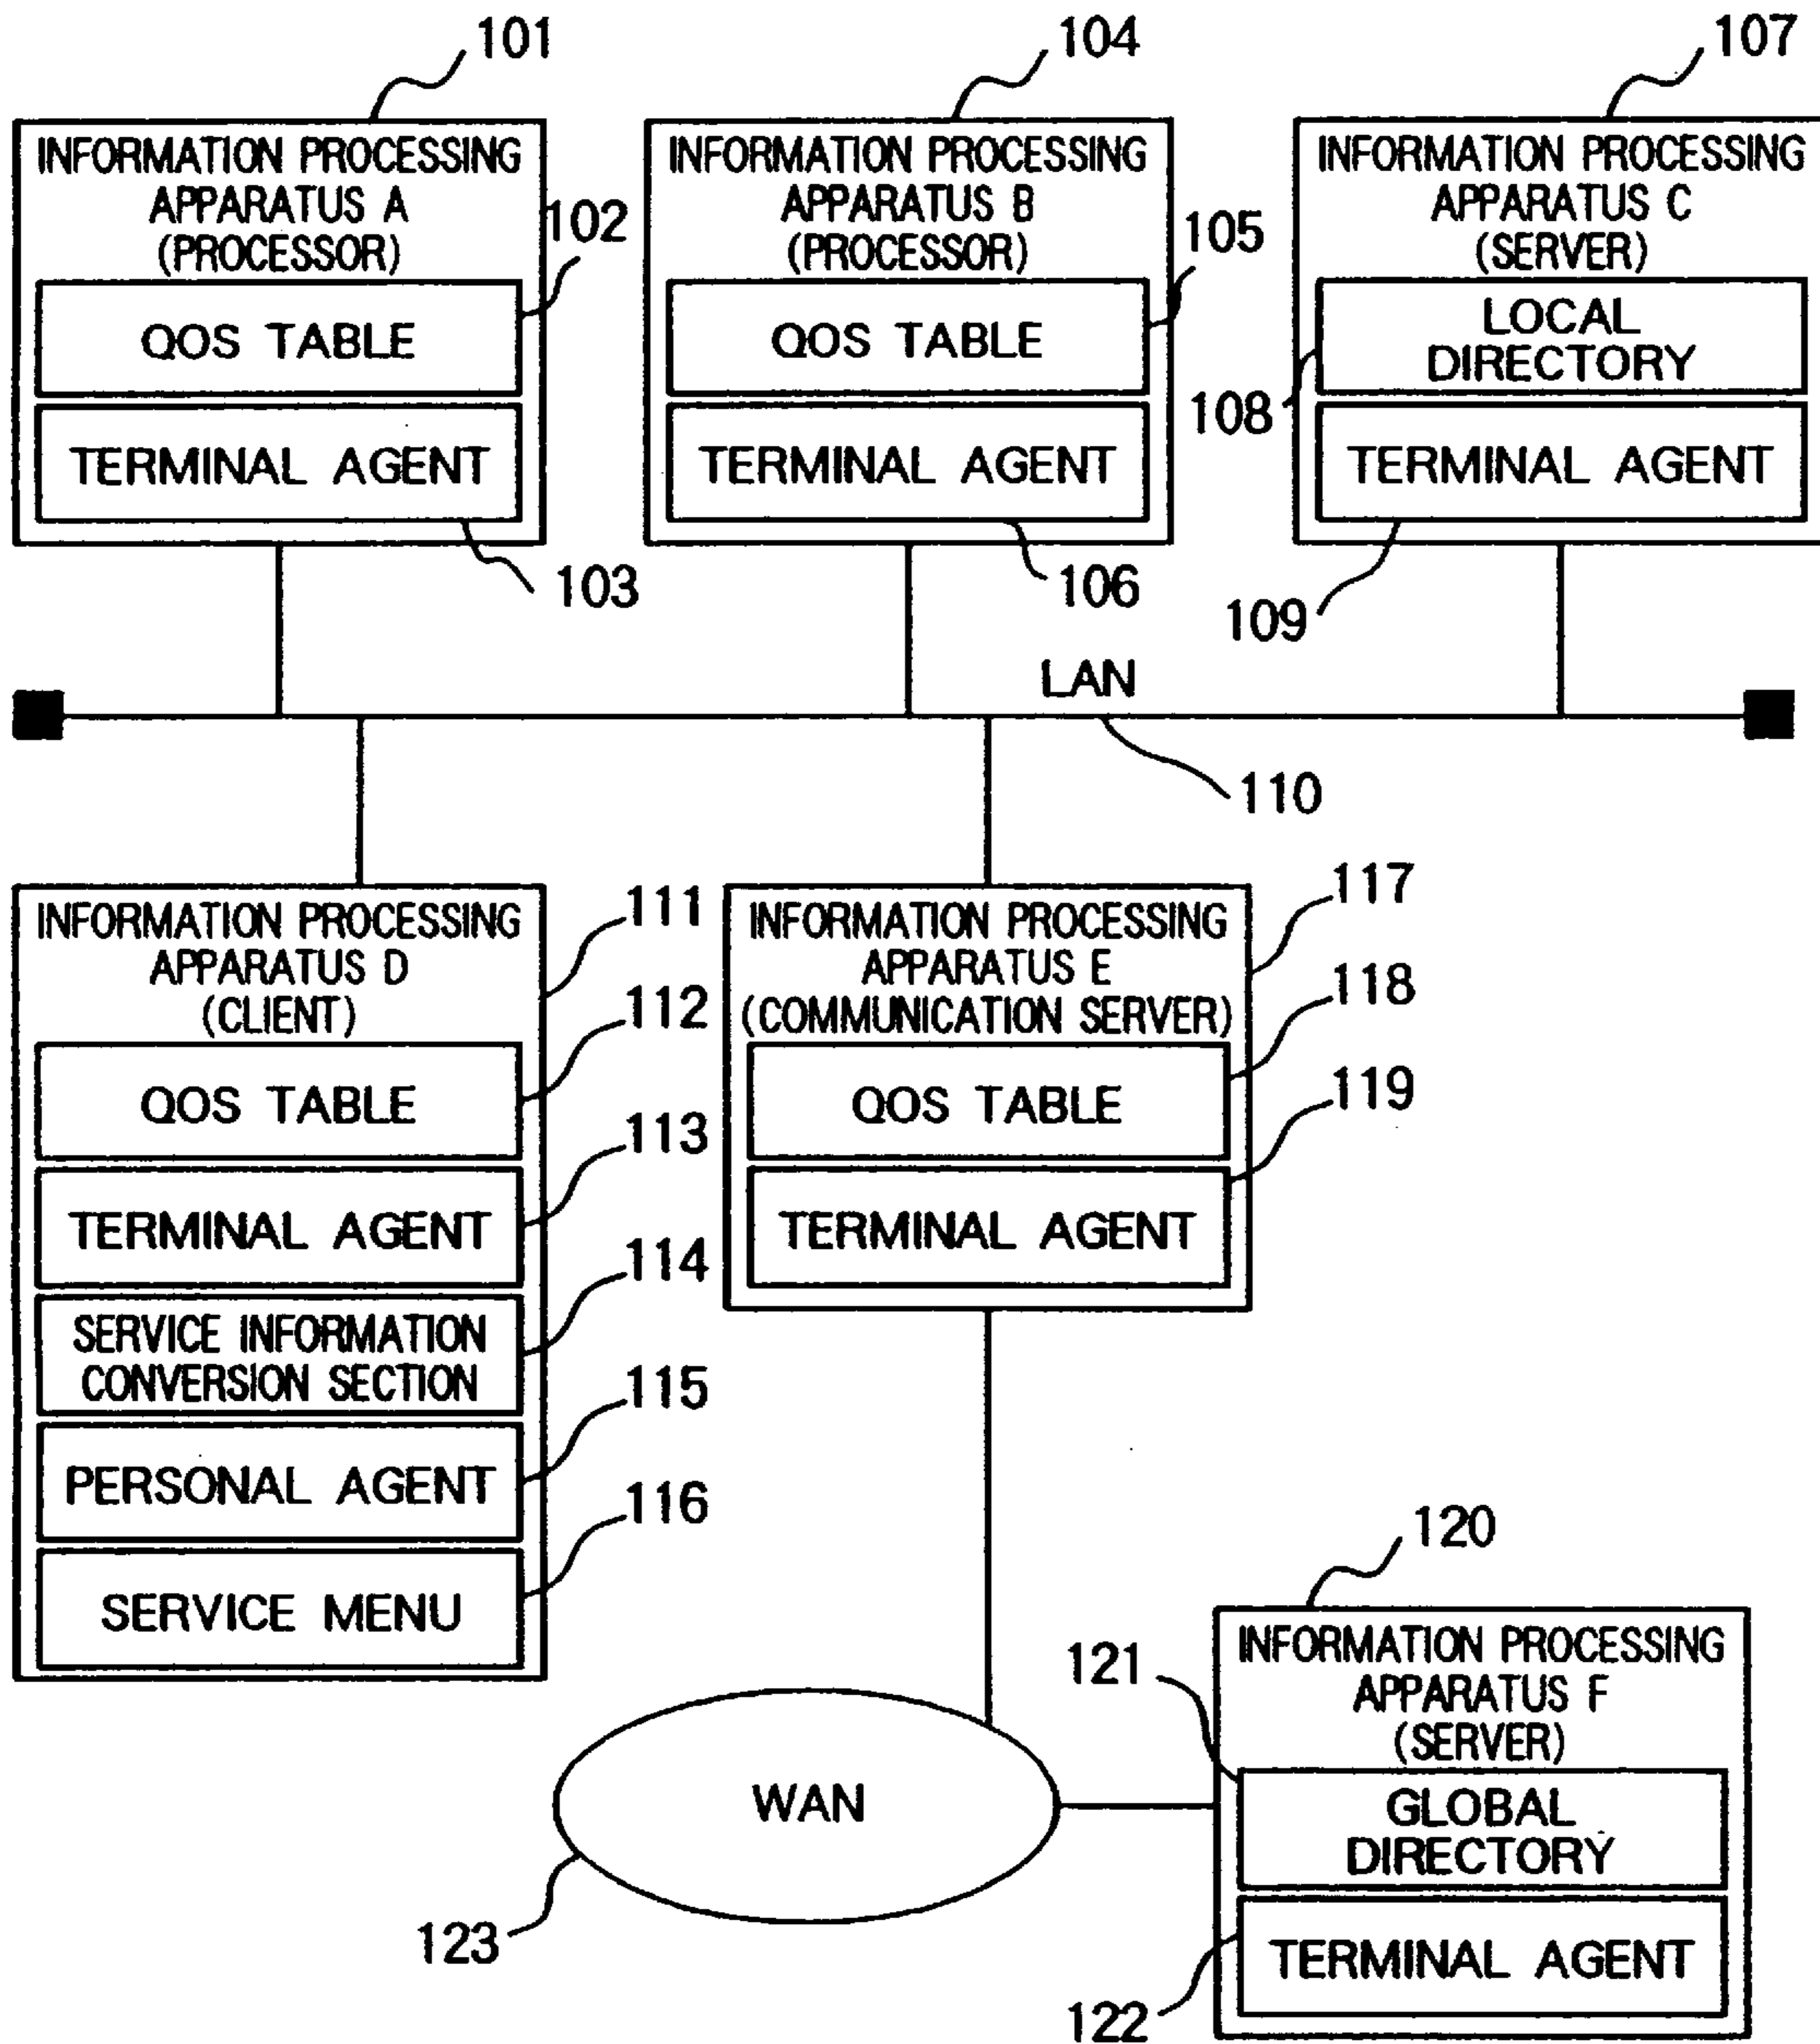 101
104
107
INFORMATION PROCESSING
APPARATUS A
(PROCESSOR)
102
QOS TABLE
TERMINAL AGENT
103
INFORMATION PROCESSING
APPARATUS B
(PROCESSOR)
105
QOS TABLE
TERMINAL AGENT
106
INFORMATION PROCESSING
APPARATUS C
(SERVER)
LOCAL
DIRECTORY
108
TERMINAL AGENT
109
LAN
110
INFORMATION PROCESSING
APPARATUS D
(CLIENT)
111
QOS TABLE
112
TERMINAL AGENT
113
SERVICE INFORMATION
CONVERSION SECTION
114
PERSONAL AGENT
115
SERVICE MENU
116
INFORMATION PROCESSING
APPARATUS E
(COMMUNICATION SERVER)
117
QOS TABLE
118
TERMINAL AGENT
119
120
INFORMATION PROCESSING
APPARATUS F
(SERVER)
121
GLOBAL
DIRECTORY
TERMINAL AGENT
122
WAN
123